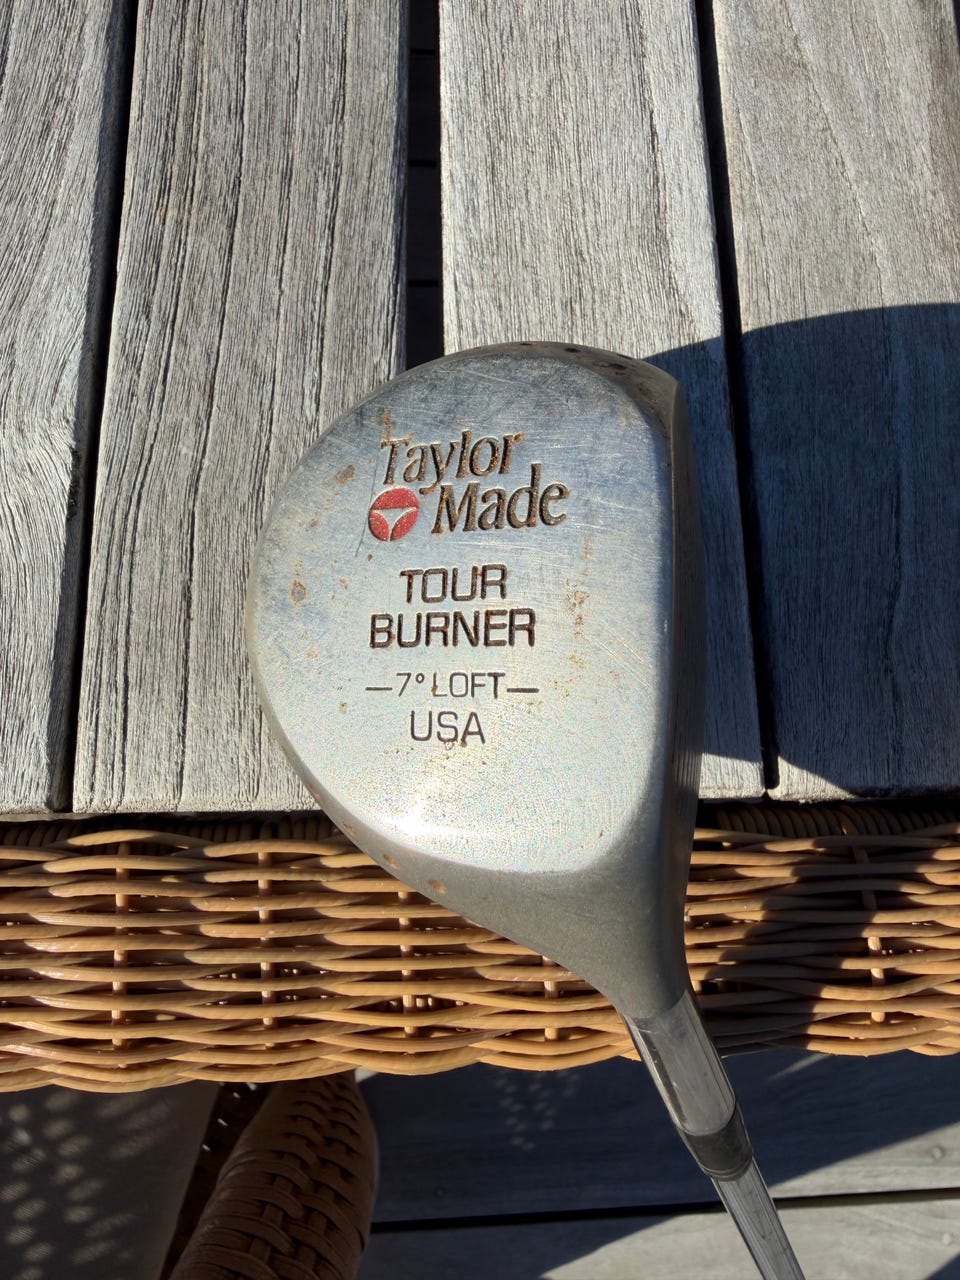 Taylor
Made
TOUR
BURNER
—7° LOFT—
USA